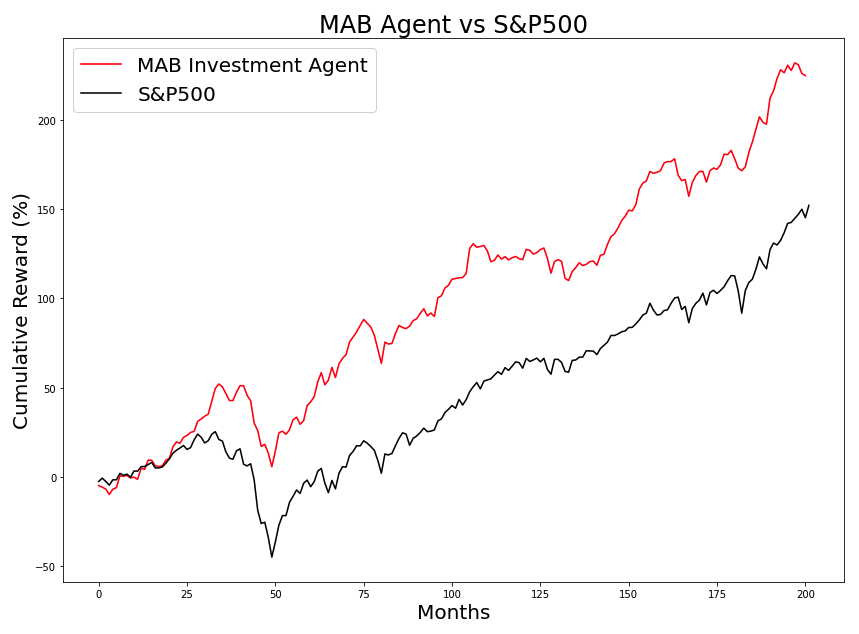 MAB Agent vs S&P500
MAB Investment Agent
S&P500
Cumulative Reward (%)
200
150
100
50
0
−50
0 25 50 75 100 125 150 175 200
Months